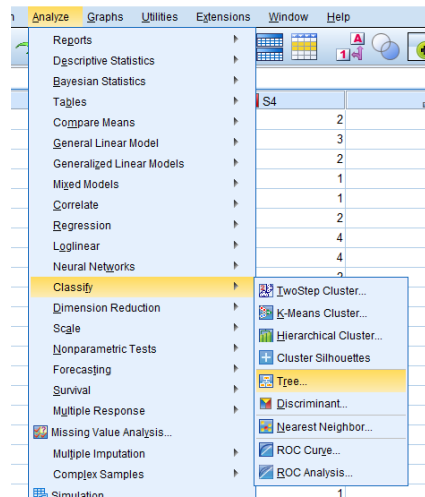 Analyze Graphs Utilities Extensions Window Help
Reports
Descriptive Statistics
Bayesian Statistics
Tables
S4
Compare Means
2
General Linear Model
3
Generalized Linear Models
2
Mixed Models
1
Correlate
1
Regression
2
Loglinear
4
Neural Networks
4
Classify
TwoStep Cluster...
Dimension Reduction
K-Means Cluster...
Scale
Hierarchical Cluster...
Nonparametric Tests
Cluster Silhouettes
Forecasting
Tree...
Survival
Discriminant...
Multiple Response
Nearest Neighbor...
Missing Value Analysis...
Multiple Imputation
ROC Curve...
Complex Samples
ROC Analysis...
Simulation
1